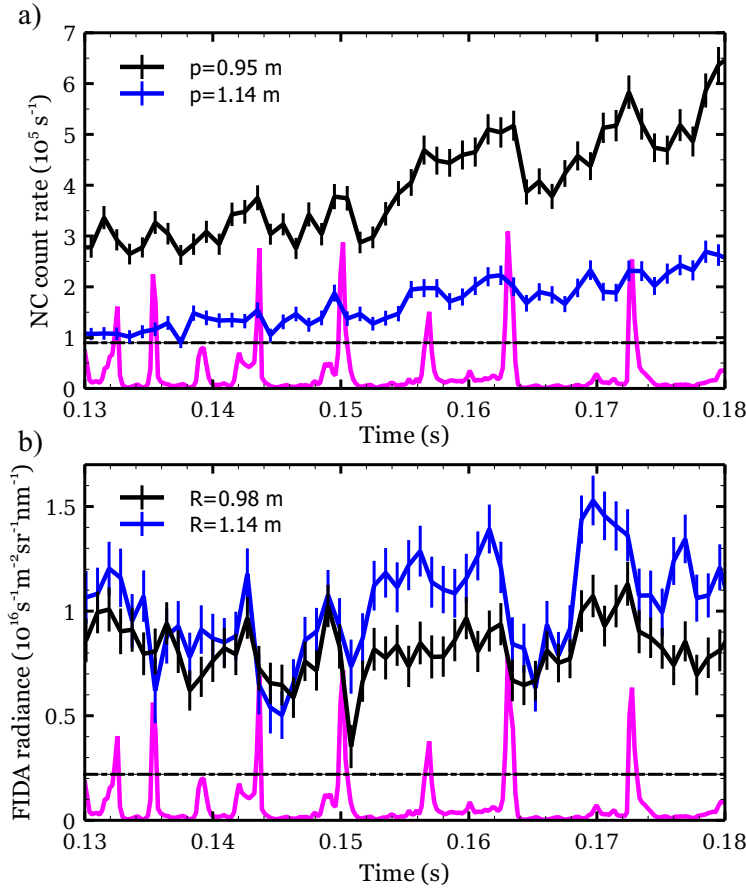 a)
7
6
5
4
3
2
1
0
NC count rate (10⁵ s⁻¹)
p=0.95 m
p=1.14 m
0.13 0.14 0.15 0.16 0.17 0.18
Time (s)
b)
1.5
1
0.5
0
FIDA radiance (10¹⁶s⁻¹m⁻²sr⁻¹nm⁻¹)
R=0.98 m
R=1.14 m
0.13 0.14 0.15 0.16 0.17 0.18
Time (s)